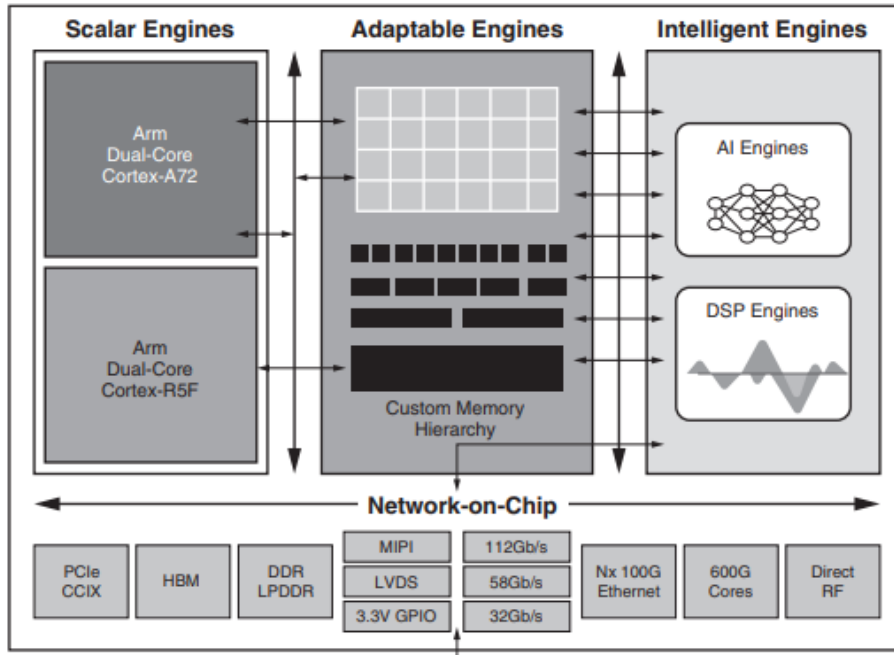 Scalar Engines
Adaptable Engines
Intelligent Engines
Arm
Dual-Core
Cortex-A72
Arm
Dual-Core
Cortex-R5F
Custom Memory
Hierarchy
AI Engines
DSP Engines
Network-on-Chip
PCIe
CCIX
HBM
DDR
LPDDR
MIPI
LVDS
3.3V GPIO
112Gb/s
58Gb/s
32Gb/s
Nx 100G
Ethernet
600G
Cores
Direct
RF